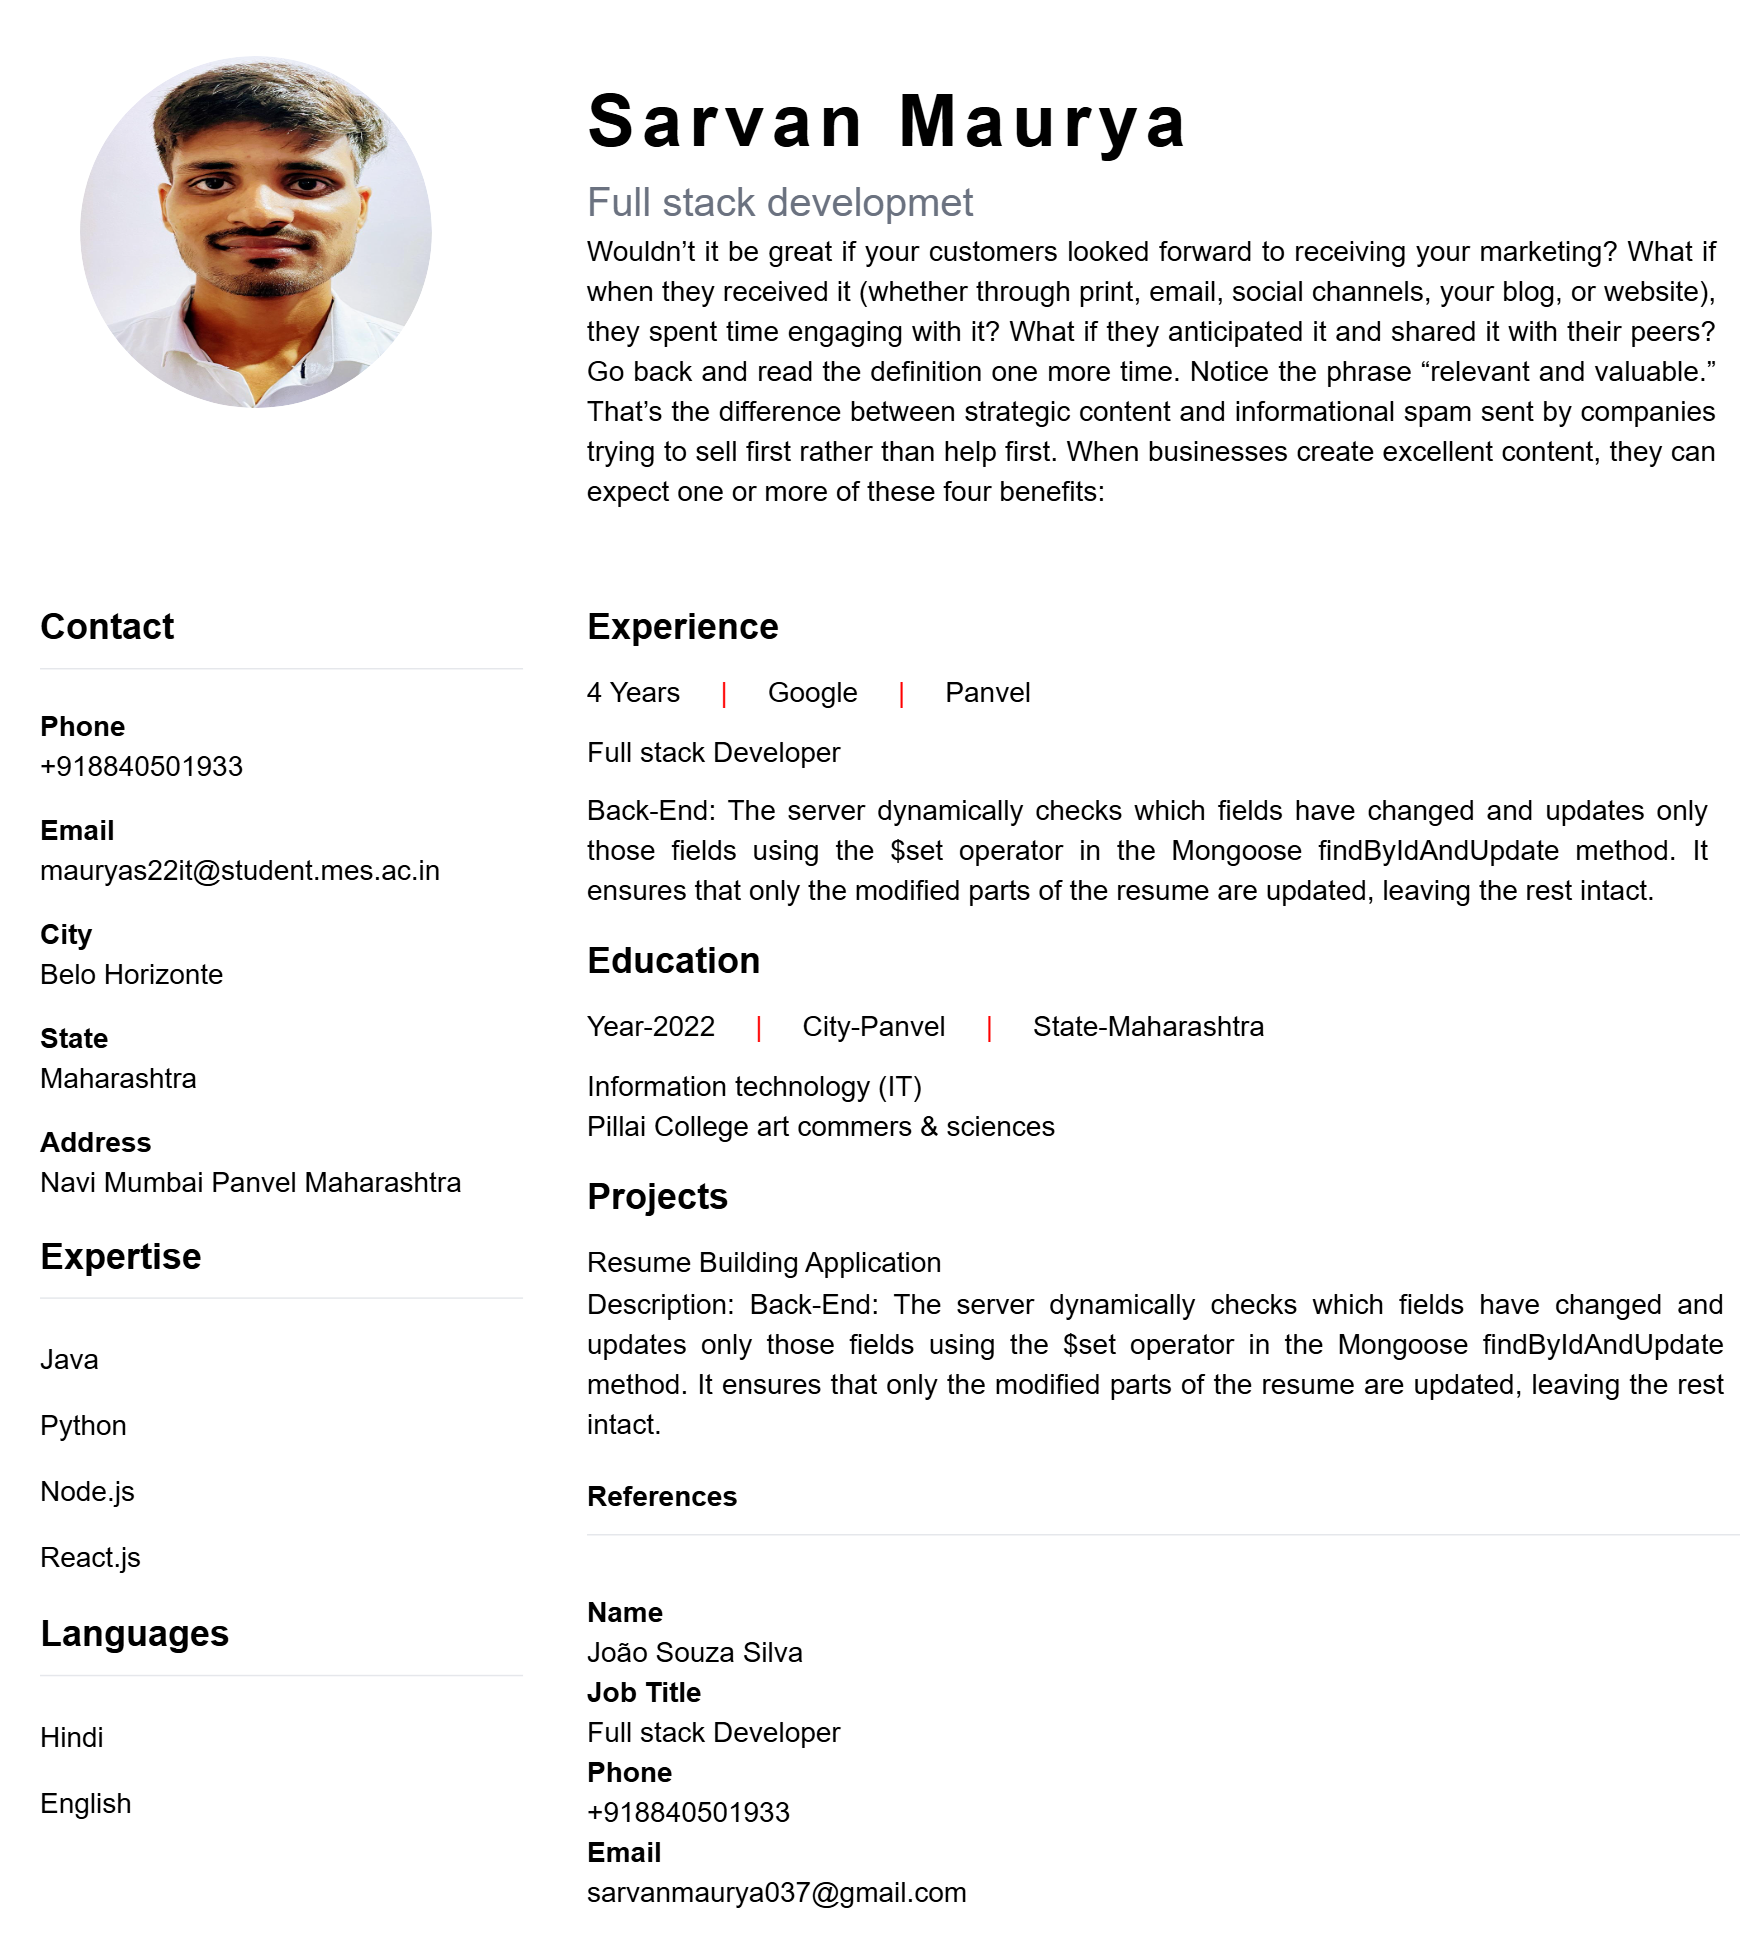 Sarvan Maurya
Full stack developmet
Wouldn’t it be great if your customers looked forward to receiving your marketing? What if
when they received it (whether through print, email, social channels, your blog, or website),
they spent time engaging with it? What if they anticipated it and shared it with their peers?
Go back and read the definition one more time. Notice the phrase “relevant and valuable.”
That’s the difference between strategic content and informational spam sent by companies
trying to sell first rather than help first. When businesses create excellent content, they can
expect one or more of these four benefits:
Contact
Phone
+918840501933
Email
mauryas22it@student.mes.ac.in
City
Belo Horizonte
State
Maharashtra
Address
Navi Mumbai Panvel Maharashtra
Expertise
Java
Python
Node.js
React.js
Languages
Hindi
English
Experience
4 Years | Google | Panvel
Full stack Developer
Back-End: The server dynamically checks which fields have changed and updates only
those fields using the $set operator in the Mongoose findByIdAndUpdate method. It
ensures that only the modified parts of the resume are updated, leaving the rest intact.
Education
Year-2022 | City-Panvel | State-Maharashtra
Information technology (IT)
Pillai College art commers & sciences
Projects
Resume Building Application
Description: Back-End: The server dynamically checks which fields have changed and
updates only those fields using the $set operator in the Mongoose findByIdAndUpdate
method. It ensures that only the modified parts of the resume are updated, leaving the rest
intact.
References
Name
João Souza Silva
Job Title
Full stack Developer
Phone
+918840501933
Email
sarvanmaurya037@gmail.com